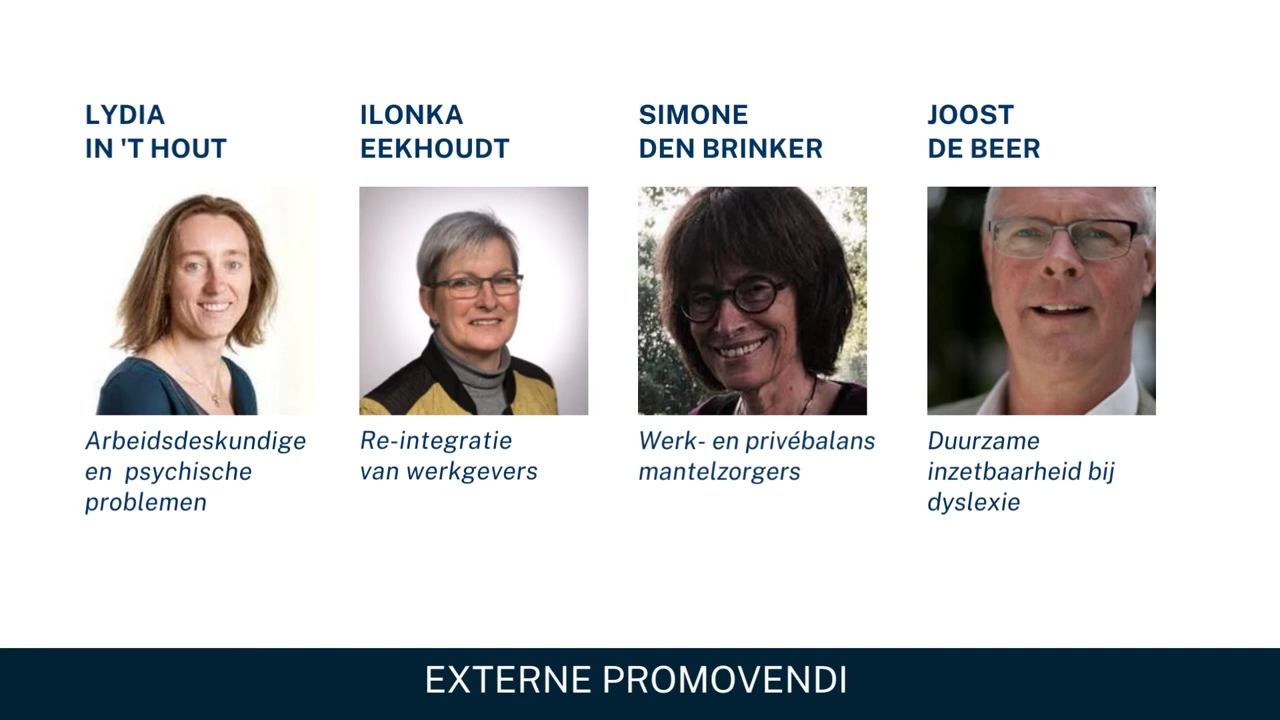 LYDIA
IN 'T HOUT
Arbeidsdeskundige
en psychische
problemen
ILONKA
EEKHOUDT
Re-integratie
van werkgevers
SIMONE
DEN BRINKER
Werk- en privébalans
mantelzorgers
JOOST
DE BEER
Duurzame
inzetbaarheid bij
dyslexie
EXTERNE PROMOVENDI